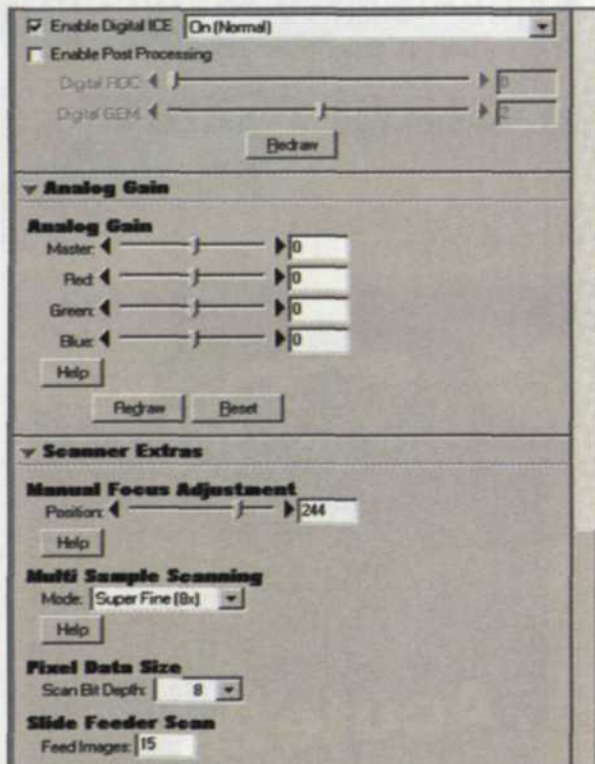 Enable Digital ICE On (Normal)
Enable Post Processing
Digital ROC: 0
Digital GEM: 2
Redraw
Analog Gain
Analog Gain
Master: 0
Red: 0
Green: 0
Blue: 0
Help
Redraw Reset
Scanner Extras
Manual Focus Adjustment
Position: 244
Help
Multi Sample Scanning
Mode: Super Fine (8x)
Help
Pixel Data Size
Scan Bit Depth: 8
Slide Feeder Scan
Feed Images: 15